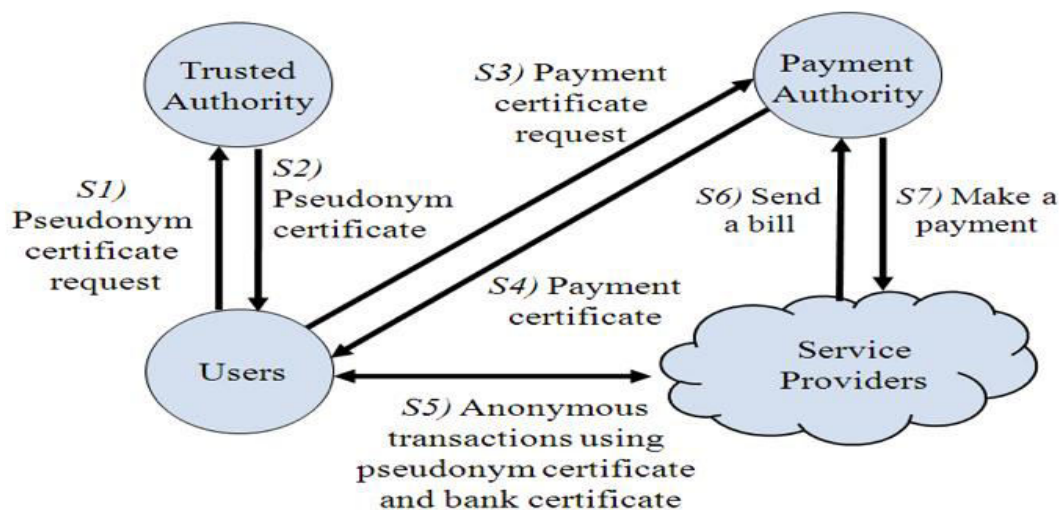 Trusted
Authority
Payment
Authority
S1)
Pseudonym
certificate
request
S2)
Pseudonym
certificate
S3) Payment
certificate
request
S4) Payment
certificate
S6) Send
a bill
S7) Make a
payment
Users
Service
Providers
S5) Anonymous
transactions using
pseudonym certificate
and bank certificate